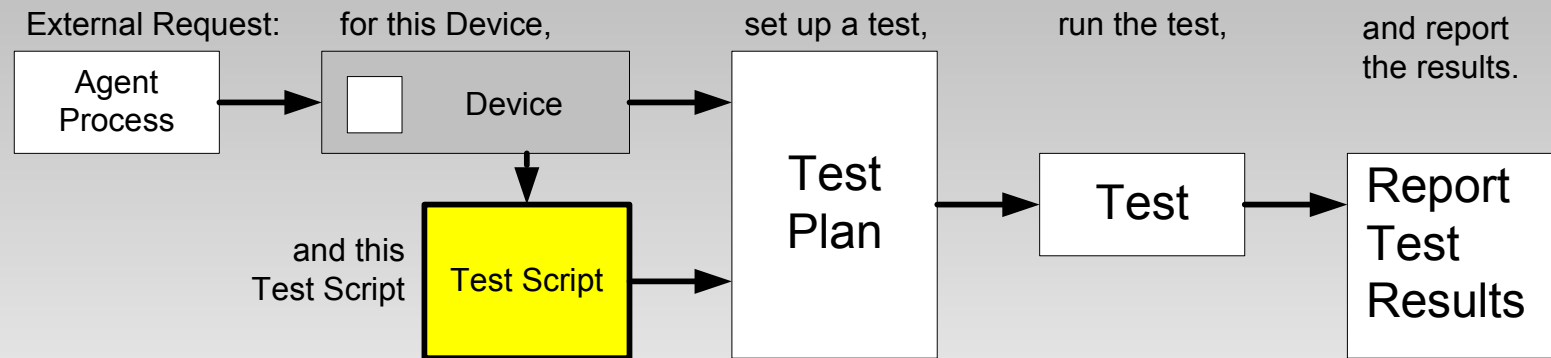 External Request:
for this Device,
set up a test,
run the test,
and report
the results.
Agent
Process
Device
Test
Plan
Test
Report
Test
Results
and this
Test Script
Test Script